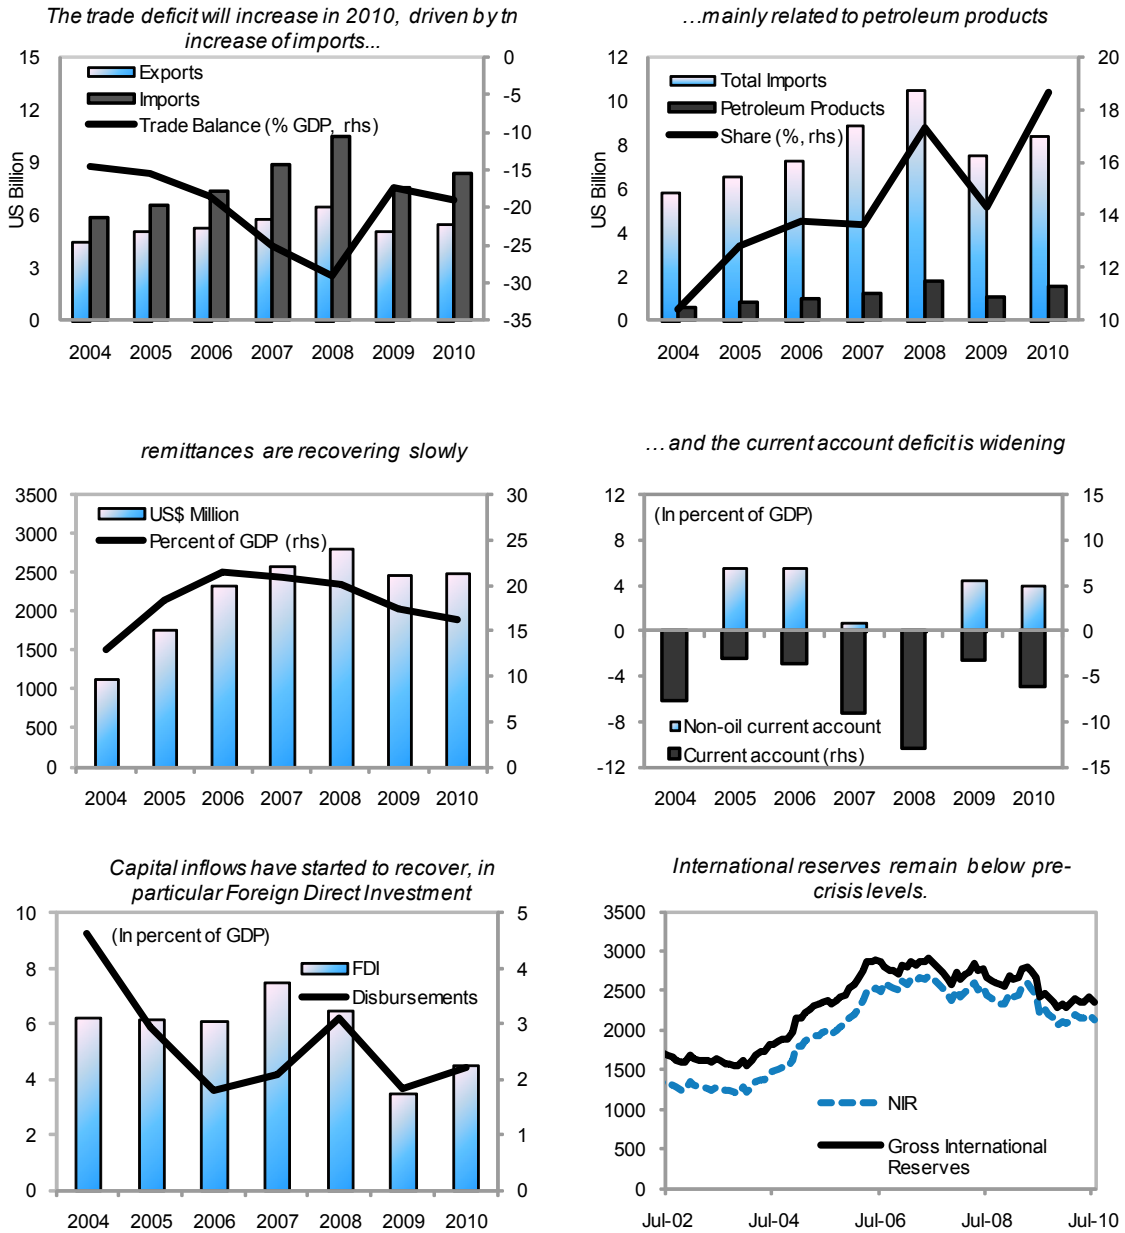 The trade deficit will increase in 2010, driven by tn
increase of imports...
15
12
9
6
3
0
US Billion
Exports
Imports
Trade Balance (% GDP, rhs)
0
-5
-10
-15
-20
-25
-30
-35
2004 2005 2006 2007 2008 2009 2010
...mainly related to petroleum products
12
10
8
6
4
2
0
US Billion
Total Imports
Petroleum Products
Share (%, rhs)
20
18
16
14
12
10
2004 2005 2006 2007 2008 2009 2010
remittances are recovering slowly
3500
3000
2500
2000
1500
1000
500
0
US$ Million
Percent of GDP (rhs)
30
25
20
15
10
5
0
2004 2005 2006 2007 2008 2009 2010
...and the current account deficit is widening
12
8
4
0
-4
-8
-12
(In percent of GDP)
Non-oil current account
Current account (rhs)
15
10
5
0
-5
-10
-15
2004 2005 2006 2007 2008 2009 2010
Capital inflows have started to recover, in
particular Foreign Direct Investment
10
8
6
4
2
0
(In percent of GDP)
FDI
Disbursements
5
4
3
2
1
0
2004 2005 2006 2007 2008 2009 2010
International reserves remain below pre-
crisis levels.
3500
3000
2500
2000
1500
1000
500
0
NIR
Gross International
Reserves
Jul-02 Jul-04 Jul-06 Jul-08 Jul-10